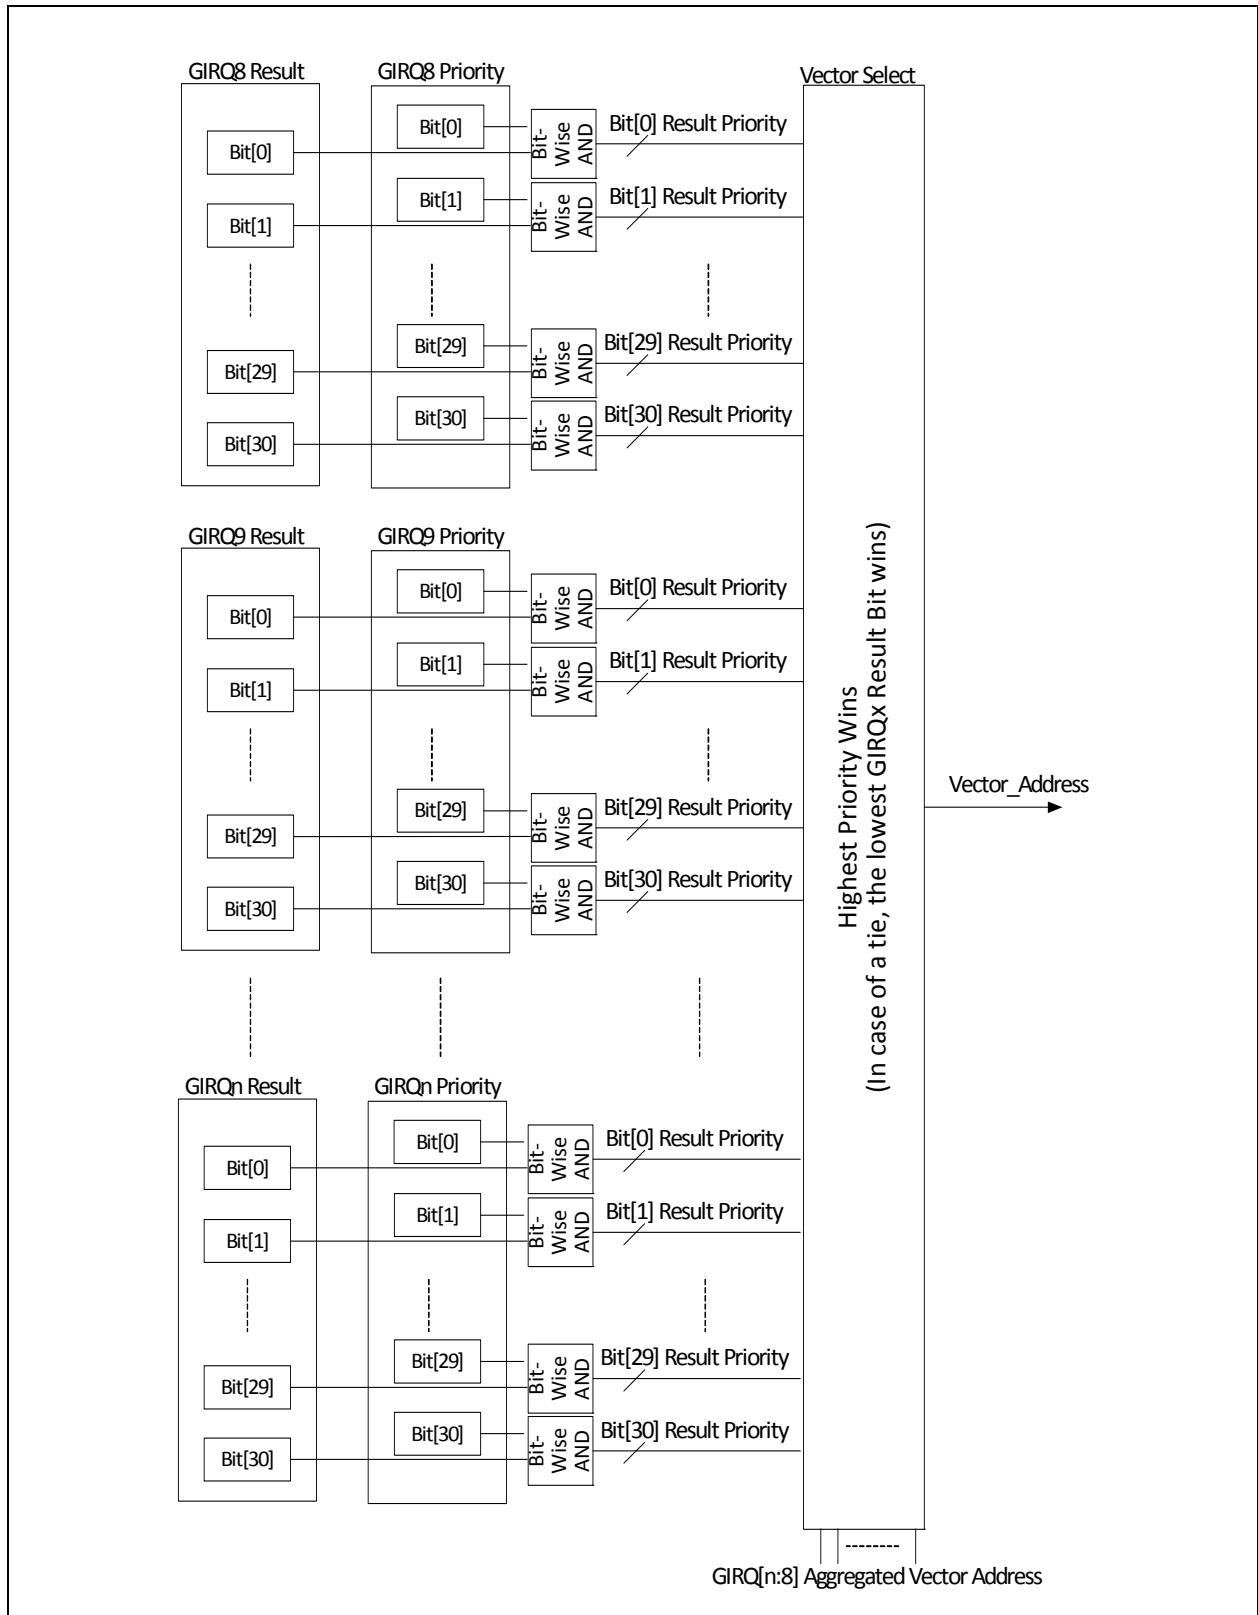 GIRQ8 Result
GIRQ8 Priority
Vector Select
Bit[0]
Bit[0]
Bit-
Wise
AND
Bit[0] Result Priority
Bit[1]
Bit[1]
Bit-
Wise
AND
Bit[1] Result Priority
Bit[29]
Bit[29]
Bit-
Wise
AND
Bit[29] Result Priority
Bit[30]
Bit[30]
Bit-
Wise
AND
Bit[30] Result Priority
GIRQ9 Result
GIRQ9 Priority
Bit[0]
Bit[0]
Bit-
Wise
AND
Bit[0] Result Priority
Bit[1]
Bit[1]
Bit-
Wise
AND
Bit[1] Result Priority
Bit[29]
Bit[29]
Bit-
Wise
AND
Bit[29] Result Priority
Bit[30]
Bit[30]
Bit-
Wise
AND
Bit[30] Result Priority
Highest Priority Wins
(In case of a tie, the lowest GIRQx Result Bit wins)
Vector_Address
GIRQn Result
GIRQn Priority
Bit[0]
Bit[0]
Bit-
Wise
AND
Bit[0] Result Priority
Bit[1]
Bit[1]
Bit-
Wise
AND
Bit[1] Result Priority
Bit[29]
Bit[29]
Bit-
Wise
AND
Bit[29] Result Priority
Bit[30]
Bit[30]
Bit-
Wise
AND
Bit[30] Result Priority
GIRQ[n:8] Aggregated Vector Address